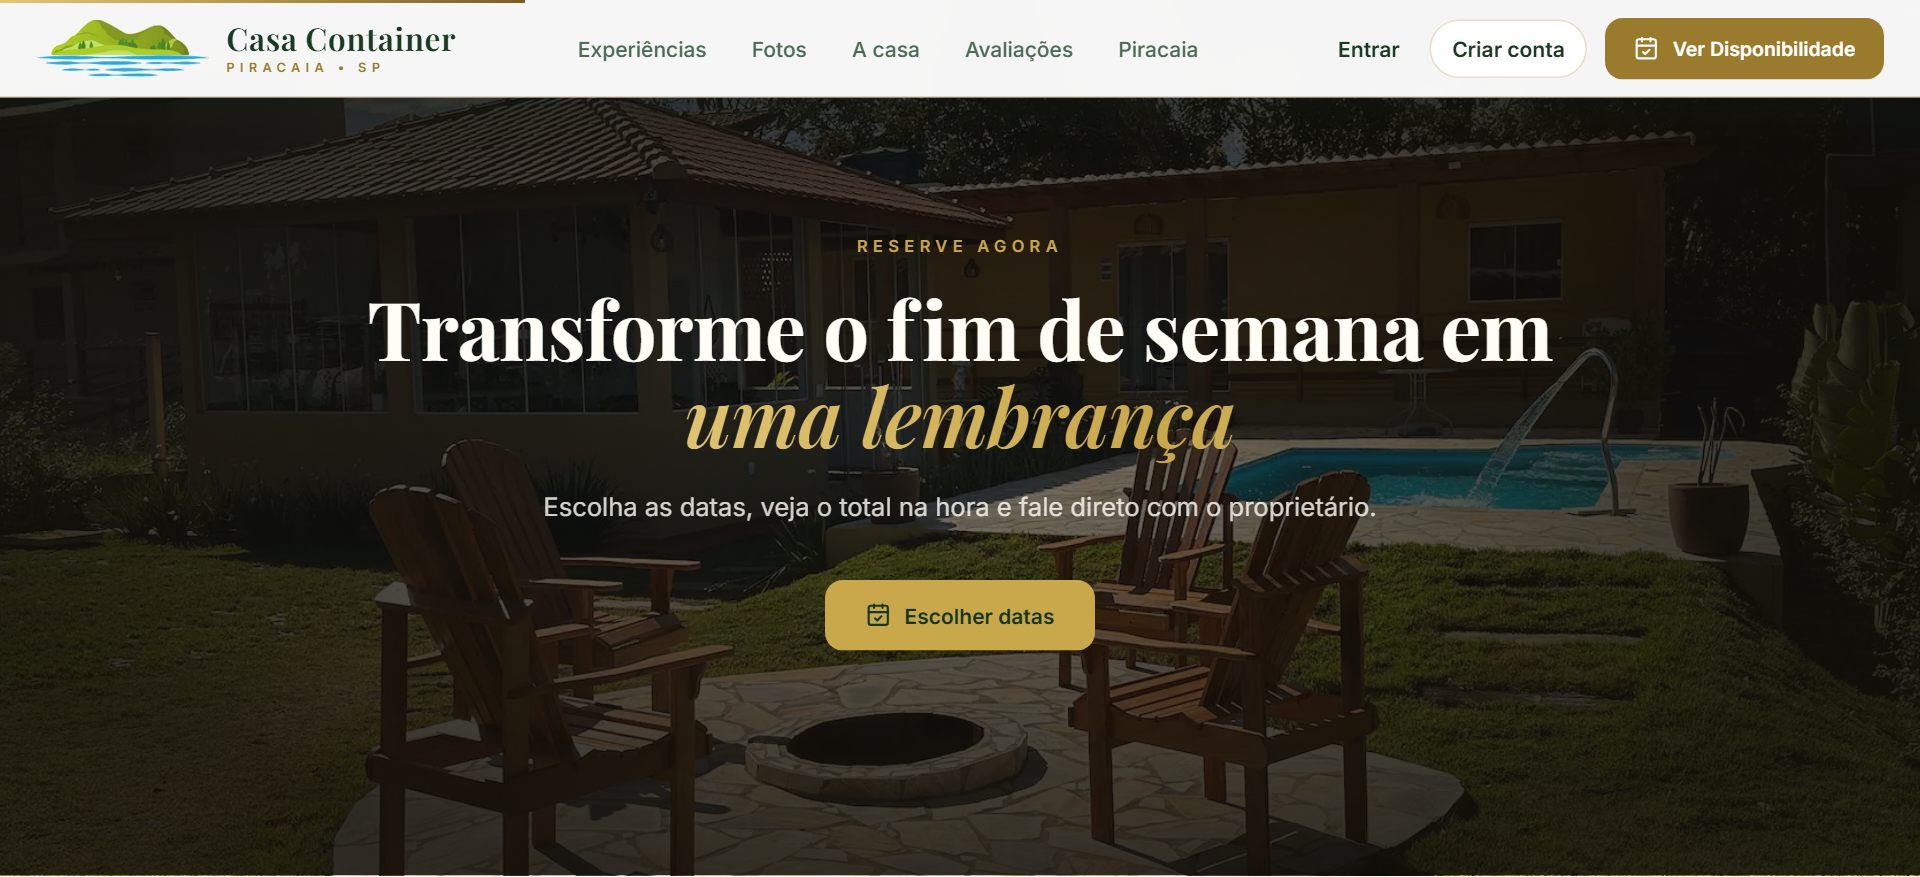 Casa Container
PIRACAIA • SP
Experiências
Fotos
A casa
Avaliações
Piracaia
Entrar
Criar conta
Ver Disponibilidade
RESERVE AGORA
Transforme o fim de semana em
uma lembrança
Escolha as datas, veja o total na hora e fale direto com o proprietário.
Escolher datas